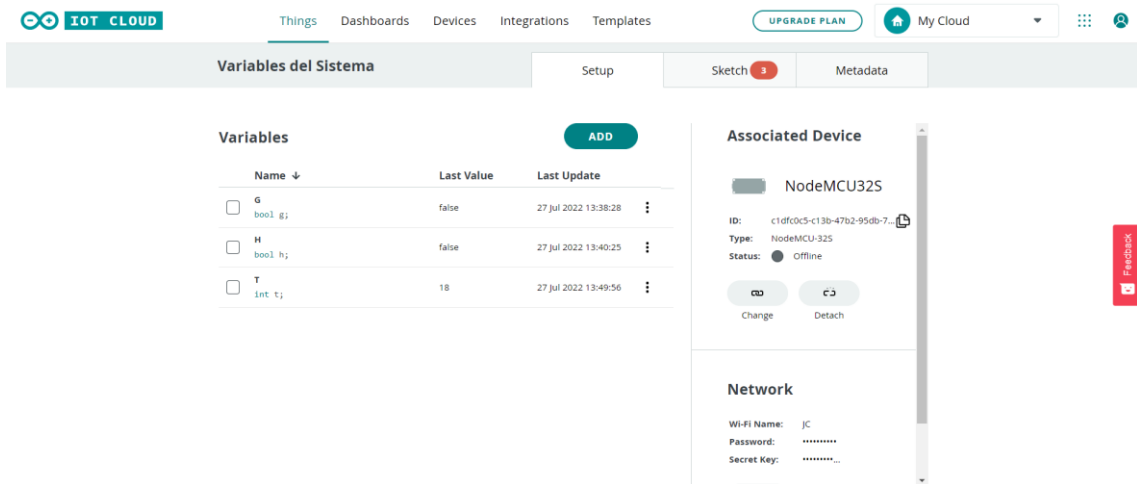 IOT CLOUD Things Dashboards Devices Integrations Templates UPGRADE PLAN My Cloud
Variables del Sistema Setup Sketch 3 Metadata
Variables ADD
Name ↓ Last Value Last Update
G false 27 Jul 2022 13:38:28
bool g;
H false 27 Jul 2022 13:40:25
bool h;
T 18 27 Jul 2022 13:49:56
int t;
Associated Device
NodeMCU32S
ID: c1dfc0c5-c13b-47b2-95db-7...
Type: NodeMCU-32S
Status: Offline
Change Detach
Network
Wi-Fi Name: JC
Password: ••••••••••
Secret Key: •••••••••...
Feedback